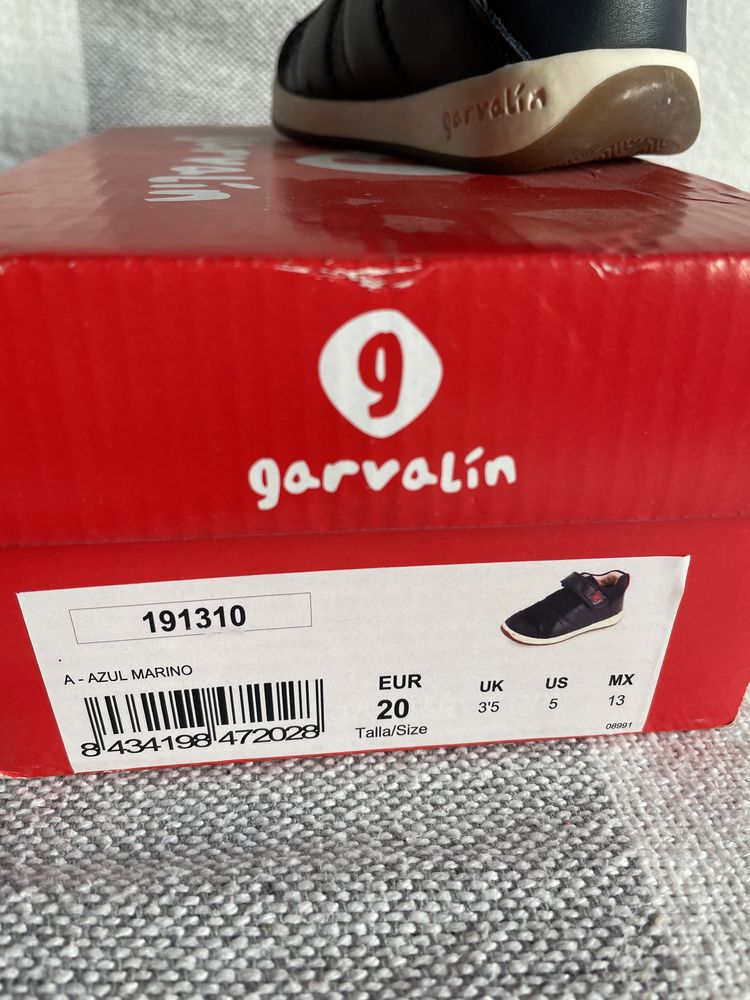 garvalín
garvalín
g
garvalín
191310
A - AZUL MARINO
8 434198 472028
EUR
20
Talla/Size
UK
3'5
US
5
MX
13
08991